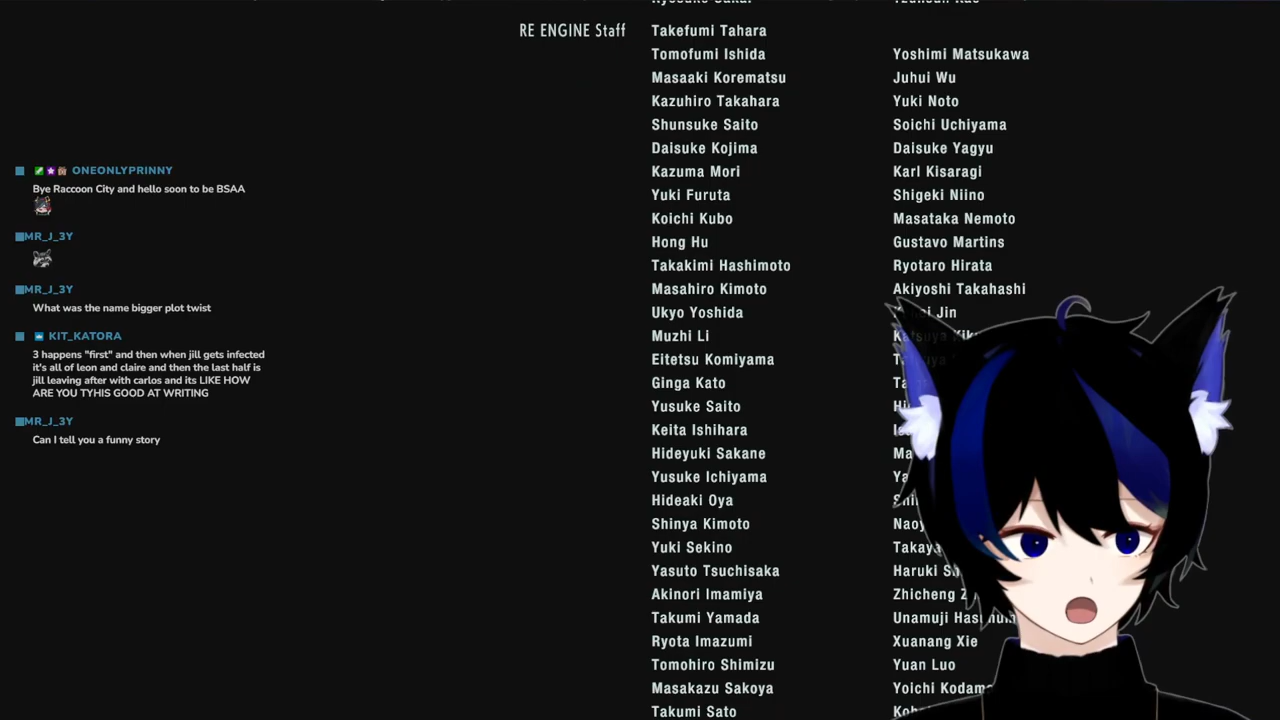 RE ENGINE Staff
Takefumi Tahara
Tomofumi Ishida
Yoshimi Matsukawa
Masaaki Korematsu
Juhui Wu
Kazuhiro Takahara
Yuki Noto
Shunsuke Saito
Soichi Uchiyama
Daisuke Kojima
Daisuke Yagyu
Kazuma Mori
Karl Kisaragi
Yuki Furuta
Shigeki Niino
Koichi Kubo
Masataka Nemoto
Hong Hu
Gustavo Martins
Takakimi Hashimoto
Ryotaro Hirata
Masahiro Kimoto
Akiyoshi Takahashi
Ukyo Yoshida
Jin
Muzhi Li
Eitetsu Komiyama
Ginga Kato
Yusuke Saito
Keita Ishihara
Hideyuki Sakane
Yusuke Ichiyama
Hideaki Oya
Shinya Kimoto
Yuki Sekino
Yasuto Tsuchisaka
Haruki
Akinori Imamiya
Zhicheng
Takumi Yamada
Unamuji
Ryota Imazumi
Xuanang Xie
Tomohiro Shimizu
Yuan Luo
Masakazu Sakoya
Yoichi
Takumi Sato
ONEONLYPRINNY
Bye Raccoon City and hello soon to be BSAA
MR_J_3Y
MR_J_3Y
What was the name bigger plot twist
KIT_KATORA
3 happens "first" and then when jill gets infected
it's all of leon and claire and then the last half is
jill leaving after with carlos and its LIKE HOW
ARE YOU TYHIS GOOD AT WRITING
MR_J_3Y
Can I tell you a funny story